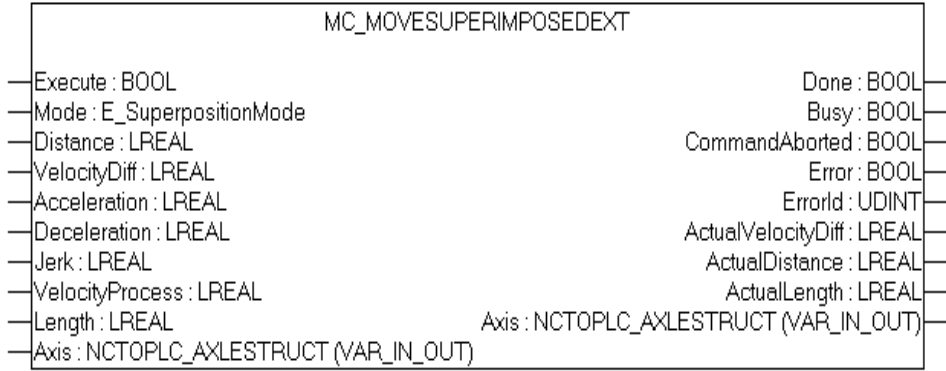 MC_MOVESUPERIMPOSEDEXT
Execute : BOOL Done : BOOL
Mode : E_SuperpositionMode Busy : BOOL
Distance : LREAL CommandAborted : BOOL
VelocityDiff : LREAL Error : BOOL
Acceleration : LREAL ErrorId : UDINT
Deceleration : LREAL ActualVelocityDiff : LREAL
Jerk : LREAL ActualDistance : LREAL
VelocityProcess : LREAL ActualLength : LREAL
Length : LREAL Axis : NCTOPLC_AXLESTRUCT (VAR_IN_OUT)
Axis : NCTOPLC_AXLESTRUCT (VAR_IN_OUT)